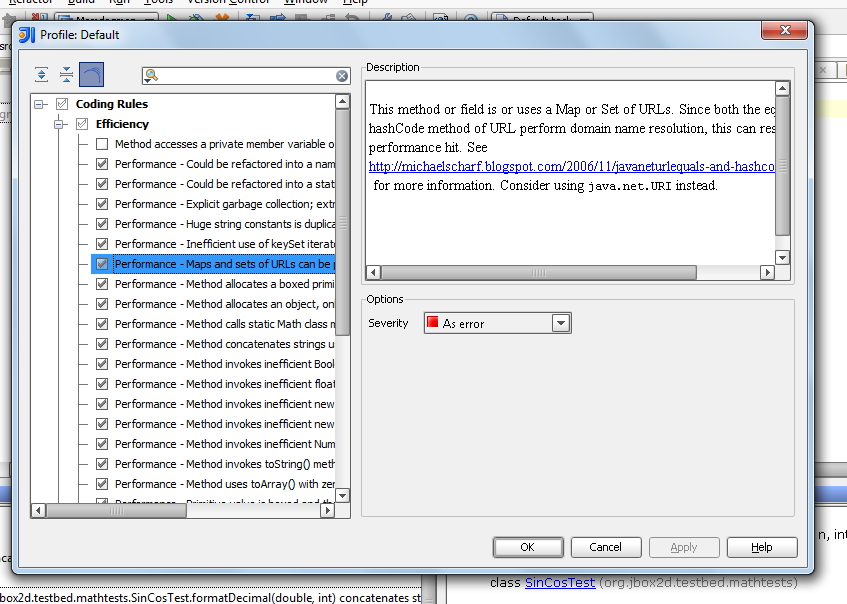 Refactor Build Run Tools Version Control Window Help
Profile: Default
Description
Coding Rules
Efficiency
Method accesses a private member variable o
Performance - Could be refactored into a nam
Performance - Could be refactored into a stat
Performance - Explicit garbage collection; extr
Performance - Huge string constants is duplica
Performance - Inefficient use of keySet iterat
Performance - Maps and sets of URLs can be
Performance - Method allocates a boxed primi
Performance - Method allocates an object, on
Performance - Method calls static Math class m
Performance - Method concatenates strings u
Performance - Method invokes inefficient Bool
Performance - Method invokes inefficient float
Performance - Method invokes inefficient new
Performance - Method invokes inefficient new
Performance - Method invokes inefficient Num
Performance - Method invokes toString() meth
Performance - Method uses toArray() with zer
This method or field is or uses a Map or Set of URLs. Since both the eq
hashCode method of URL perform domain name resolution, this can res
performance hit. See
http://michaelscharf.blogspot.com/2006/11/javaneturlequals-and-hashco
for more information. Consider using java.net.URI instead.
Options
Severity
As error
OK
Cancel
Apply
Help
n, int
class SinCosTest (org.jbox2d.testbed.mathtests)
box2d.testbed.mathtests.SinCosTest.formatDecimal(double, int) concatenates st